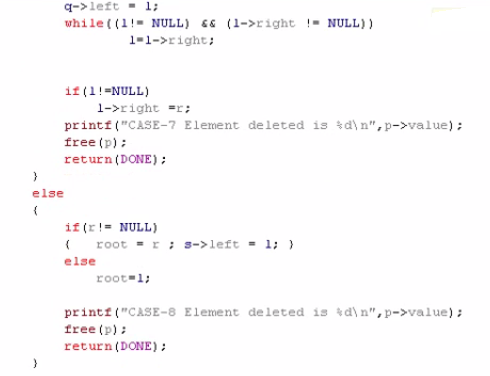 q->left = l;
while((l!= NULL) && (l->right != NULL))
l=l->right;
if(l!=NULL)
l->right =r;
printf("CASE-7 Element deleted is %d\n",p->value);
free(p);
return(DONE);
}
else
{
if(r!= NULL)
{ root = r ; s->left = l; }
else
root=l;
printf("CASE-8 Element deleted is %d\n",p->value);
free(p);
return(DONE);
}